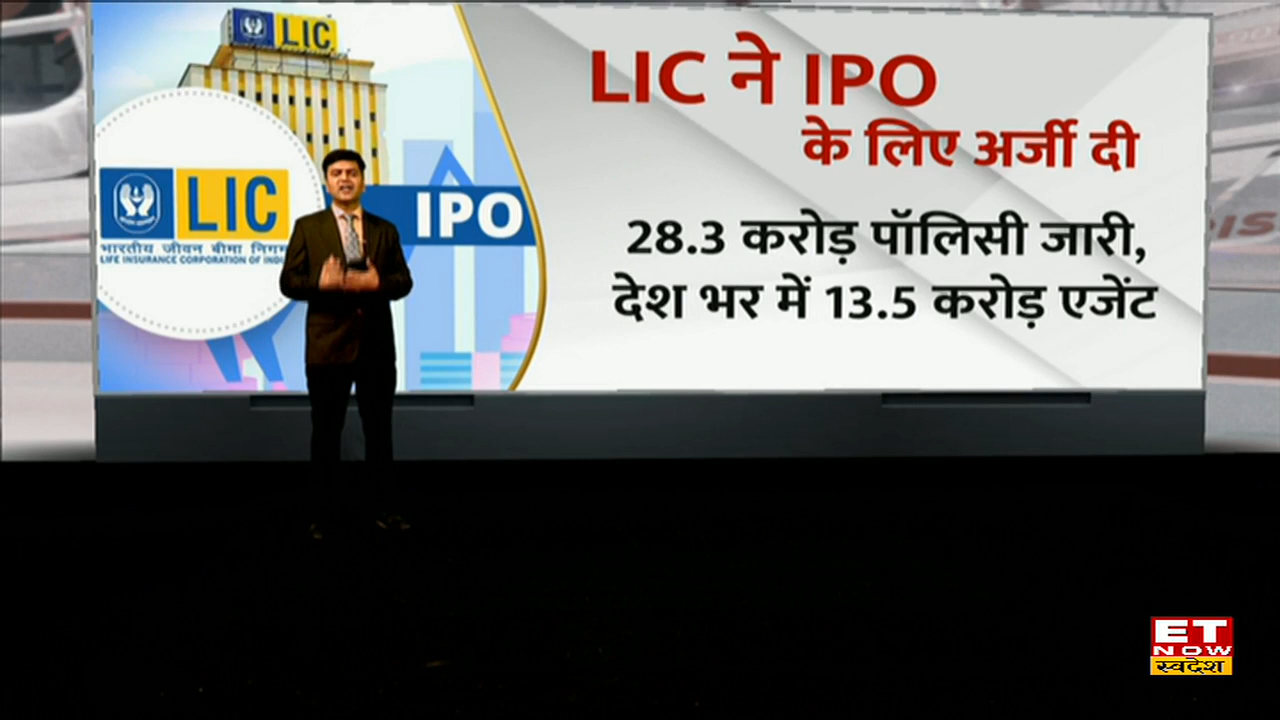 LIC
LIC ने IPO
के लिए अर्जी दी
LIC
भारतीय जीवन बीमा निगम
LIFE INSURANCE CORPORATION OF
IPO
28.3 करोड़ पॉलिसी जारी,
देश भर में 13.5 करोड़ एजेंट
ET
NOW
स्वदेश